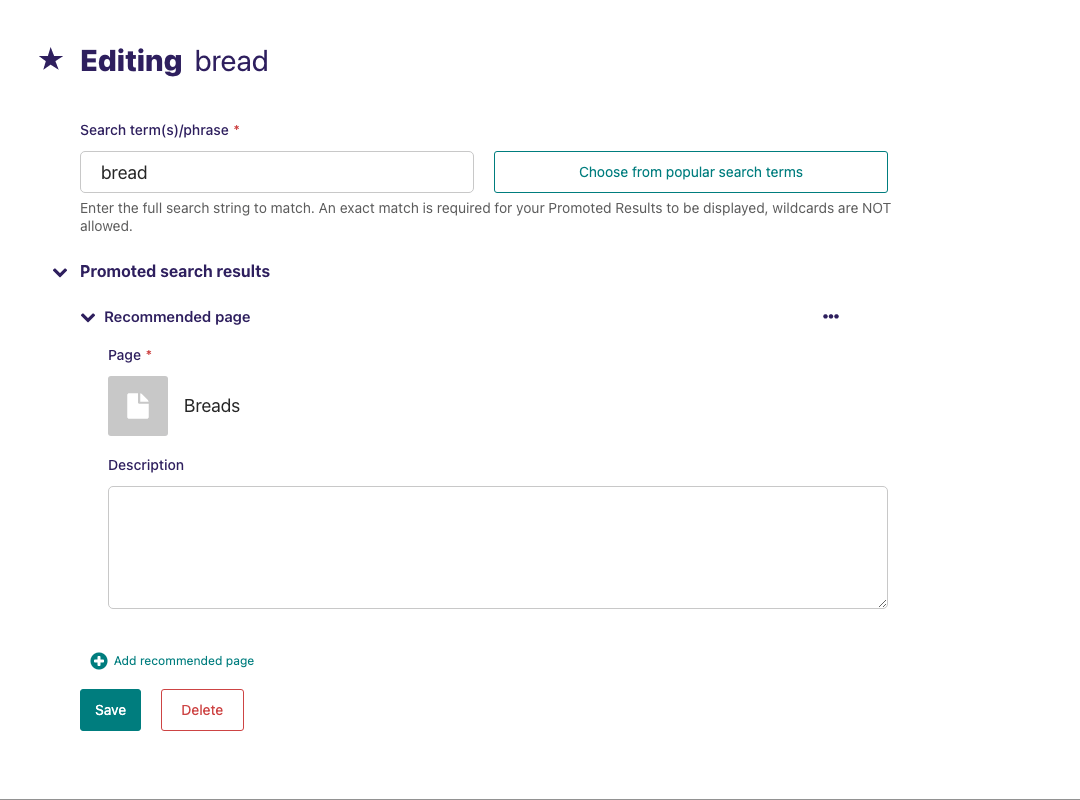 Editing bread
Search term(s)/phrase *
bread
Choose from popular search terms
Enter the full search string to match. An exact match is required for your Promoted Results to be displayed, wildcards are NOT
allowed.
Promoted search results
Recommended page
Page *
Breads
Description
Add recommended page
Save
Delete